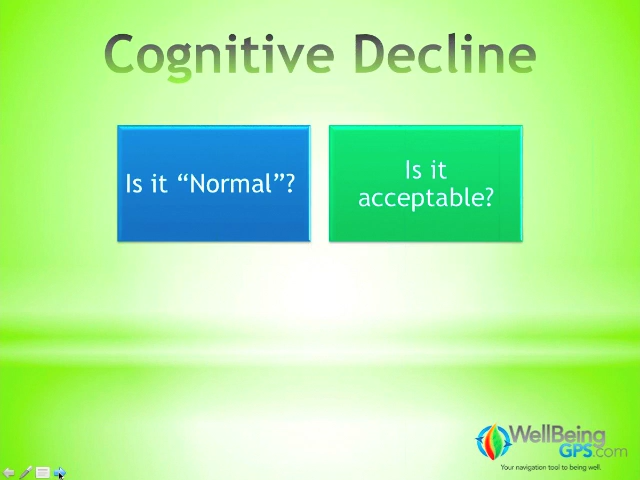 Cognitive Decline
Is it “Normal”?
Is it
acceptable?
WellBeing
GPS.com
Your navigation tool to being well.